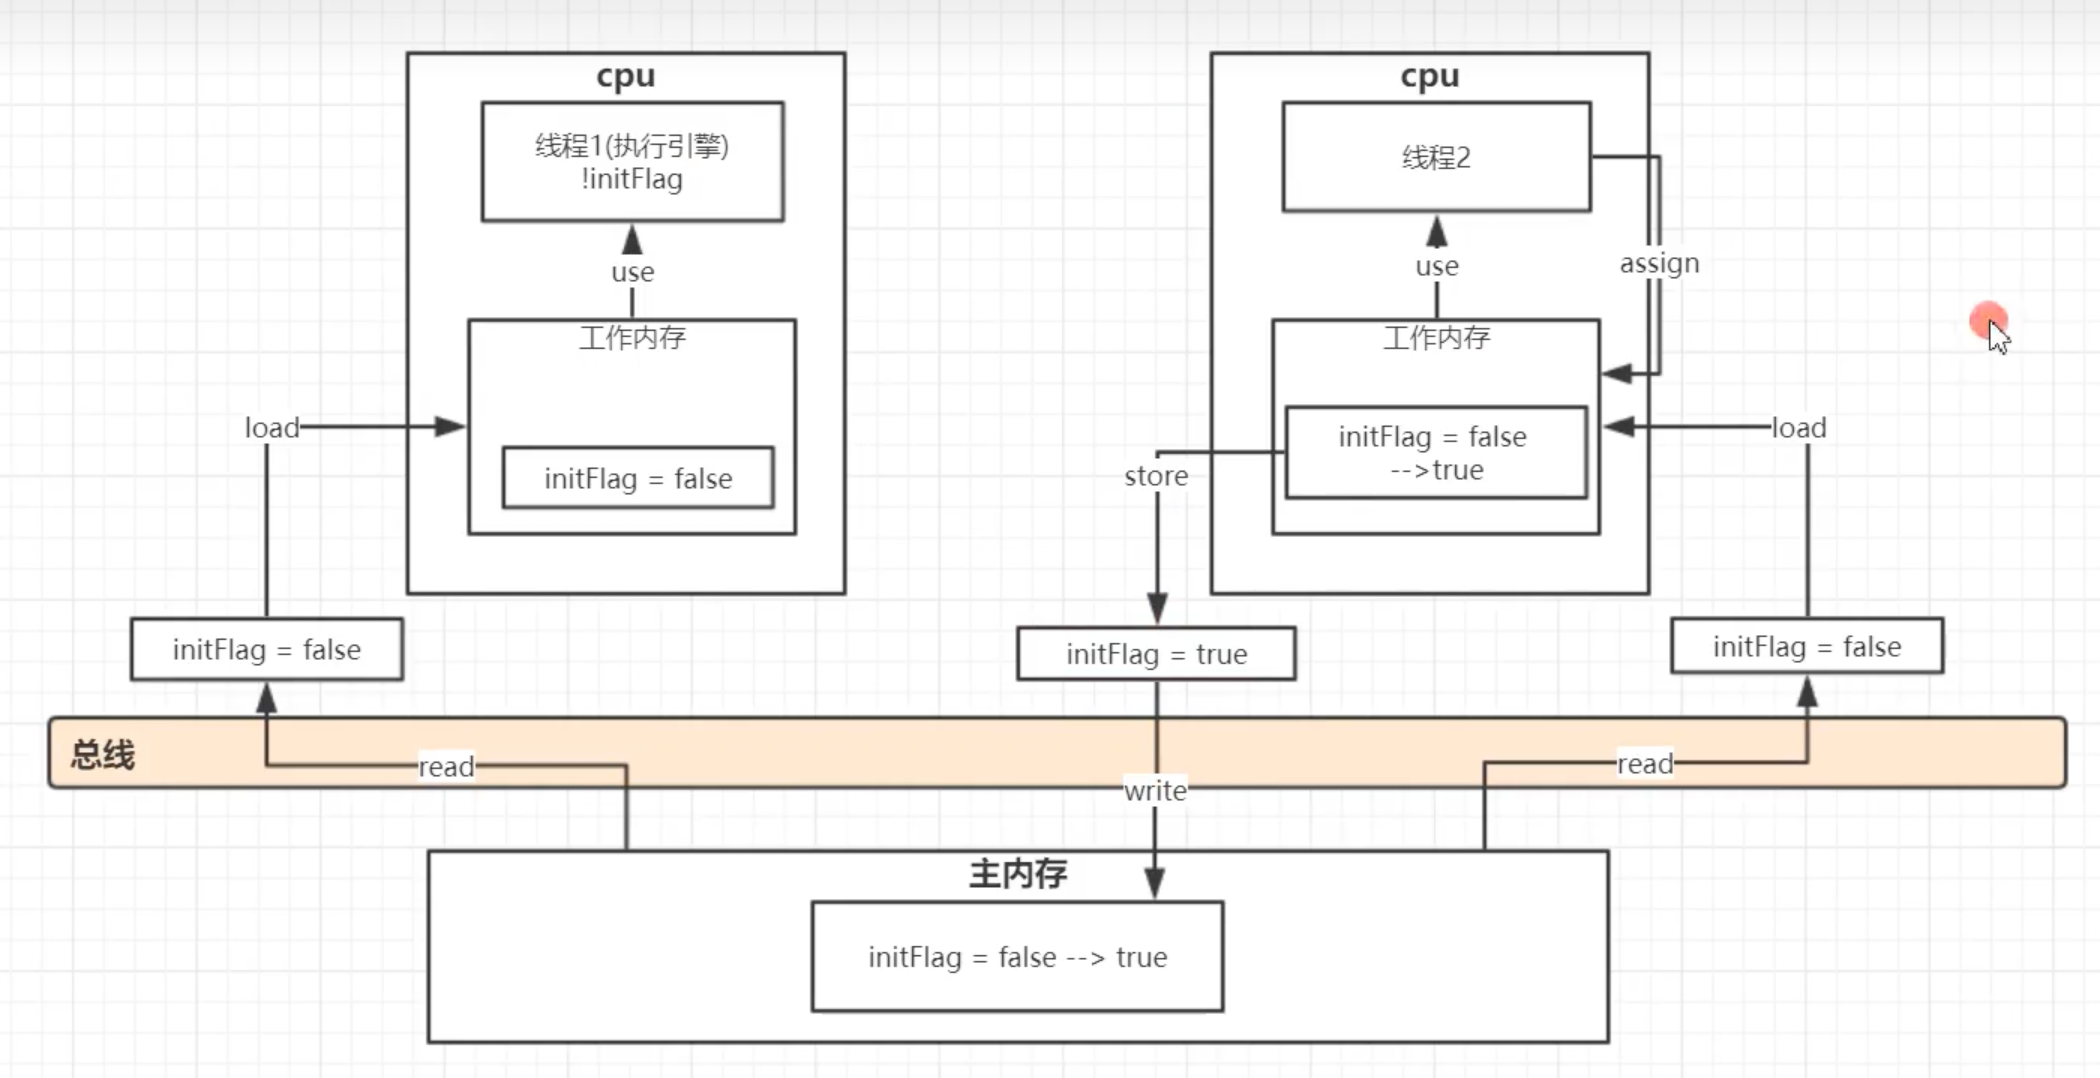 cpu
线程1(执行引擎)
!initFlag
use
工作内存
initFlag = false
load
initFlag = false
read
cpu
线程2
use
assign
工作内存
initFlag = false
-->true
store
load
initFlag = true
initFlag = false
总线
write
read
主内存
initFlag = false --> true